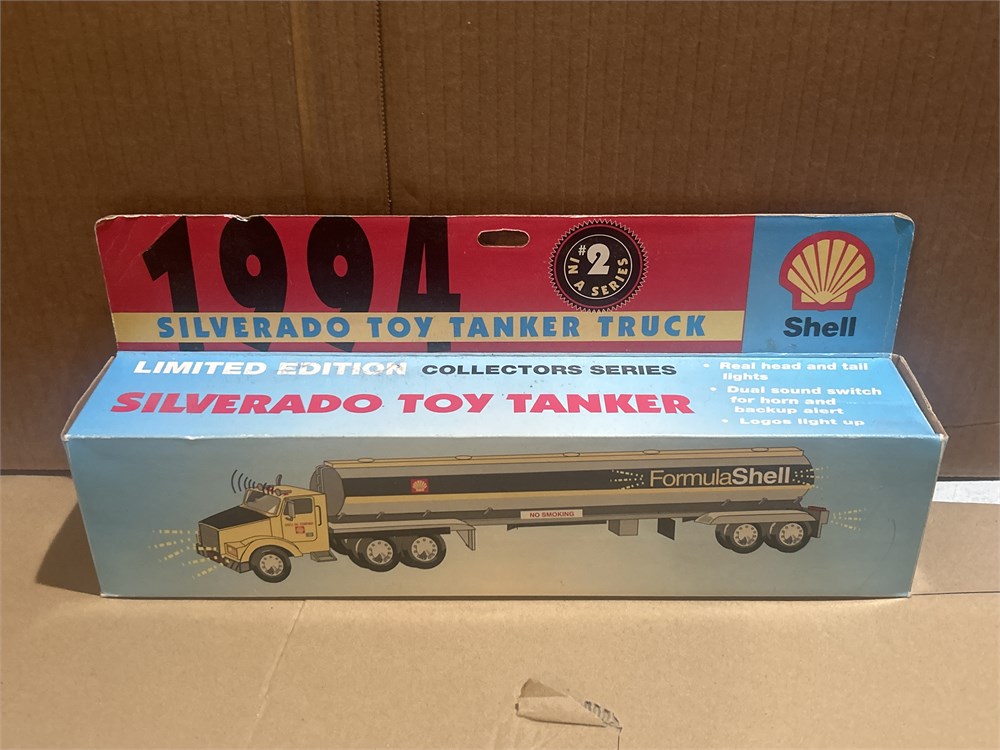 1994
#2
IN A SERIES
SILVERADO TOY TANKER TRUCK
Shell
LIMITED EDITION COLLECTORS SERIES
SILVERADO TOY TANKER
• Real head and tail
lights
• Dual sound switch
for horn and
backup alert
• Logos light up
FormulaShell
NO SMOKING